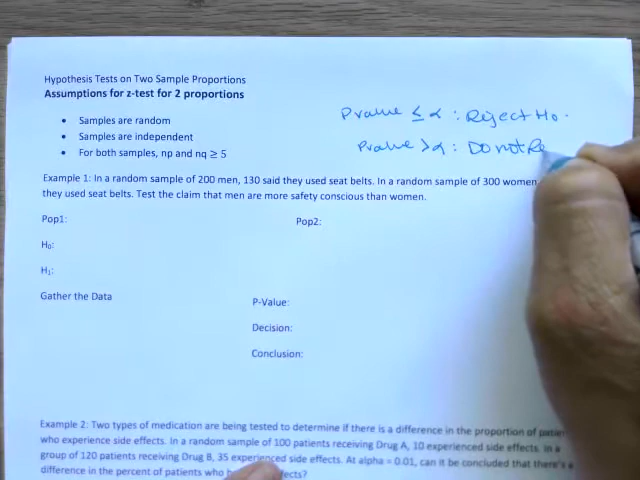 Hypothesis Tests on Two Sample Proportions
Assumptions for z-test for 2 proportions
Pvalue ≤ α : Reject H0.
• Samples are random
• Samples are independent
Pvalue > α : Do not Re
• For both samples, np and nq ≥ 5
Example 1: In a random sample of 200 men, 130 said they used seat belts. In a random sample of 300 women
they used seat belts. Test the claim that men are more safety conscious than women.
Pop1: Pop2:
H0:
H1:
Gather the Data
P-Value:
Decision:
Conclusion:
Example 2: Two types of medication are being tested to determine if there is a difference in the proportion of
who experience side effects. In a random sample of 100 patients receiving Drug A, 10 experienced side effects. In a
group of 120 patients receiving Drug B, 35 experienced side effects. At alpha = 0.01, can it be concluded that there's a
difference in the percent of patients who